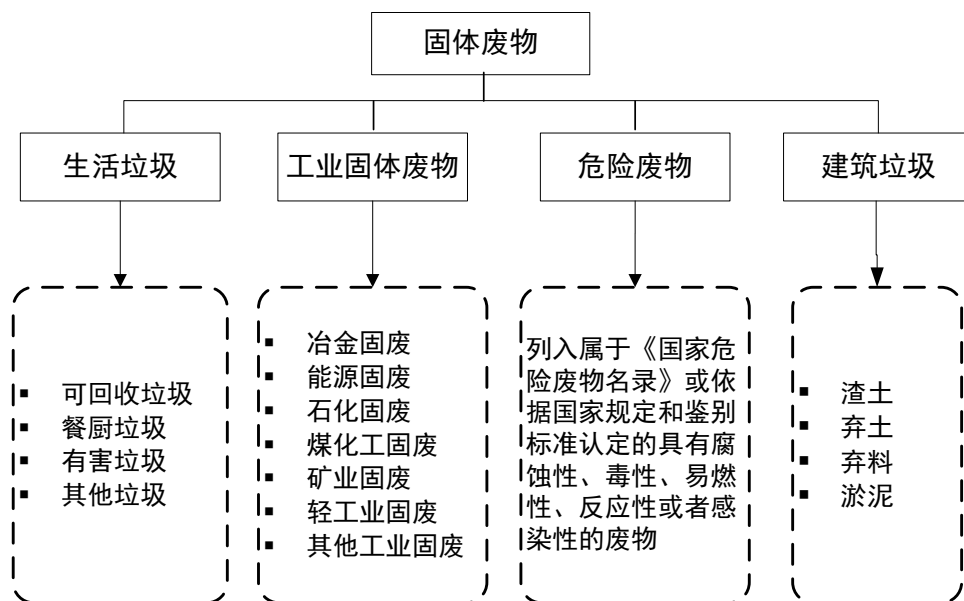 固体废物
生活垃圾
工业固体废物
危险废物
建筑垃圾
▪ 可回收垃圾
▪ 餐厨垃圾
▪ 有害垃圾
▪ 其他垃圾
▪ 冶金固废
▪ 能源固废
▪ 石化固废
▪ 煤化工固废
▪ 矿业固废
▪ 轻工业固废
▪ 其他工业固废
列入属于《国家危
险废物名录》或依
据国家规定和鉴别
标准认定的具有腐
蚀性、毒性、易燃
性、反应性或者感
染性的废物
▪ 渣土
▪ 弃土
▪ 弃料
▪ 淤泥